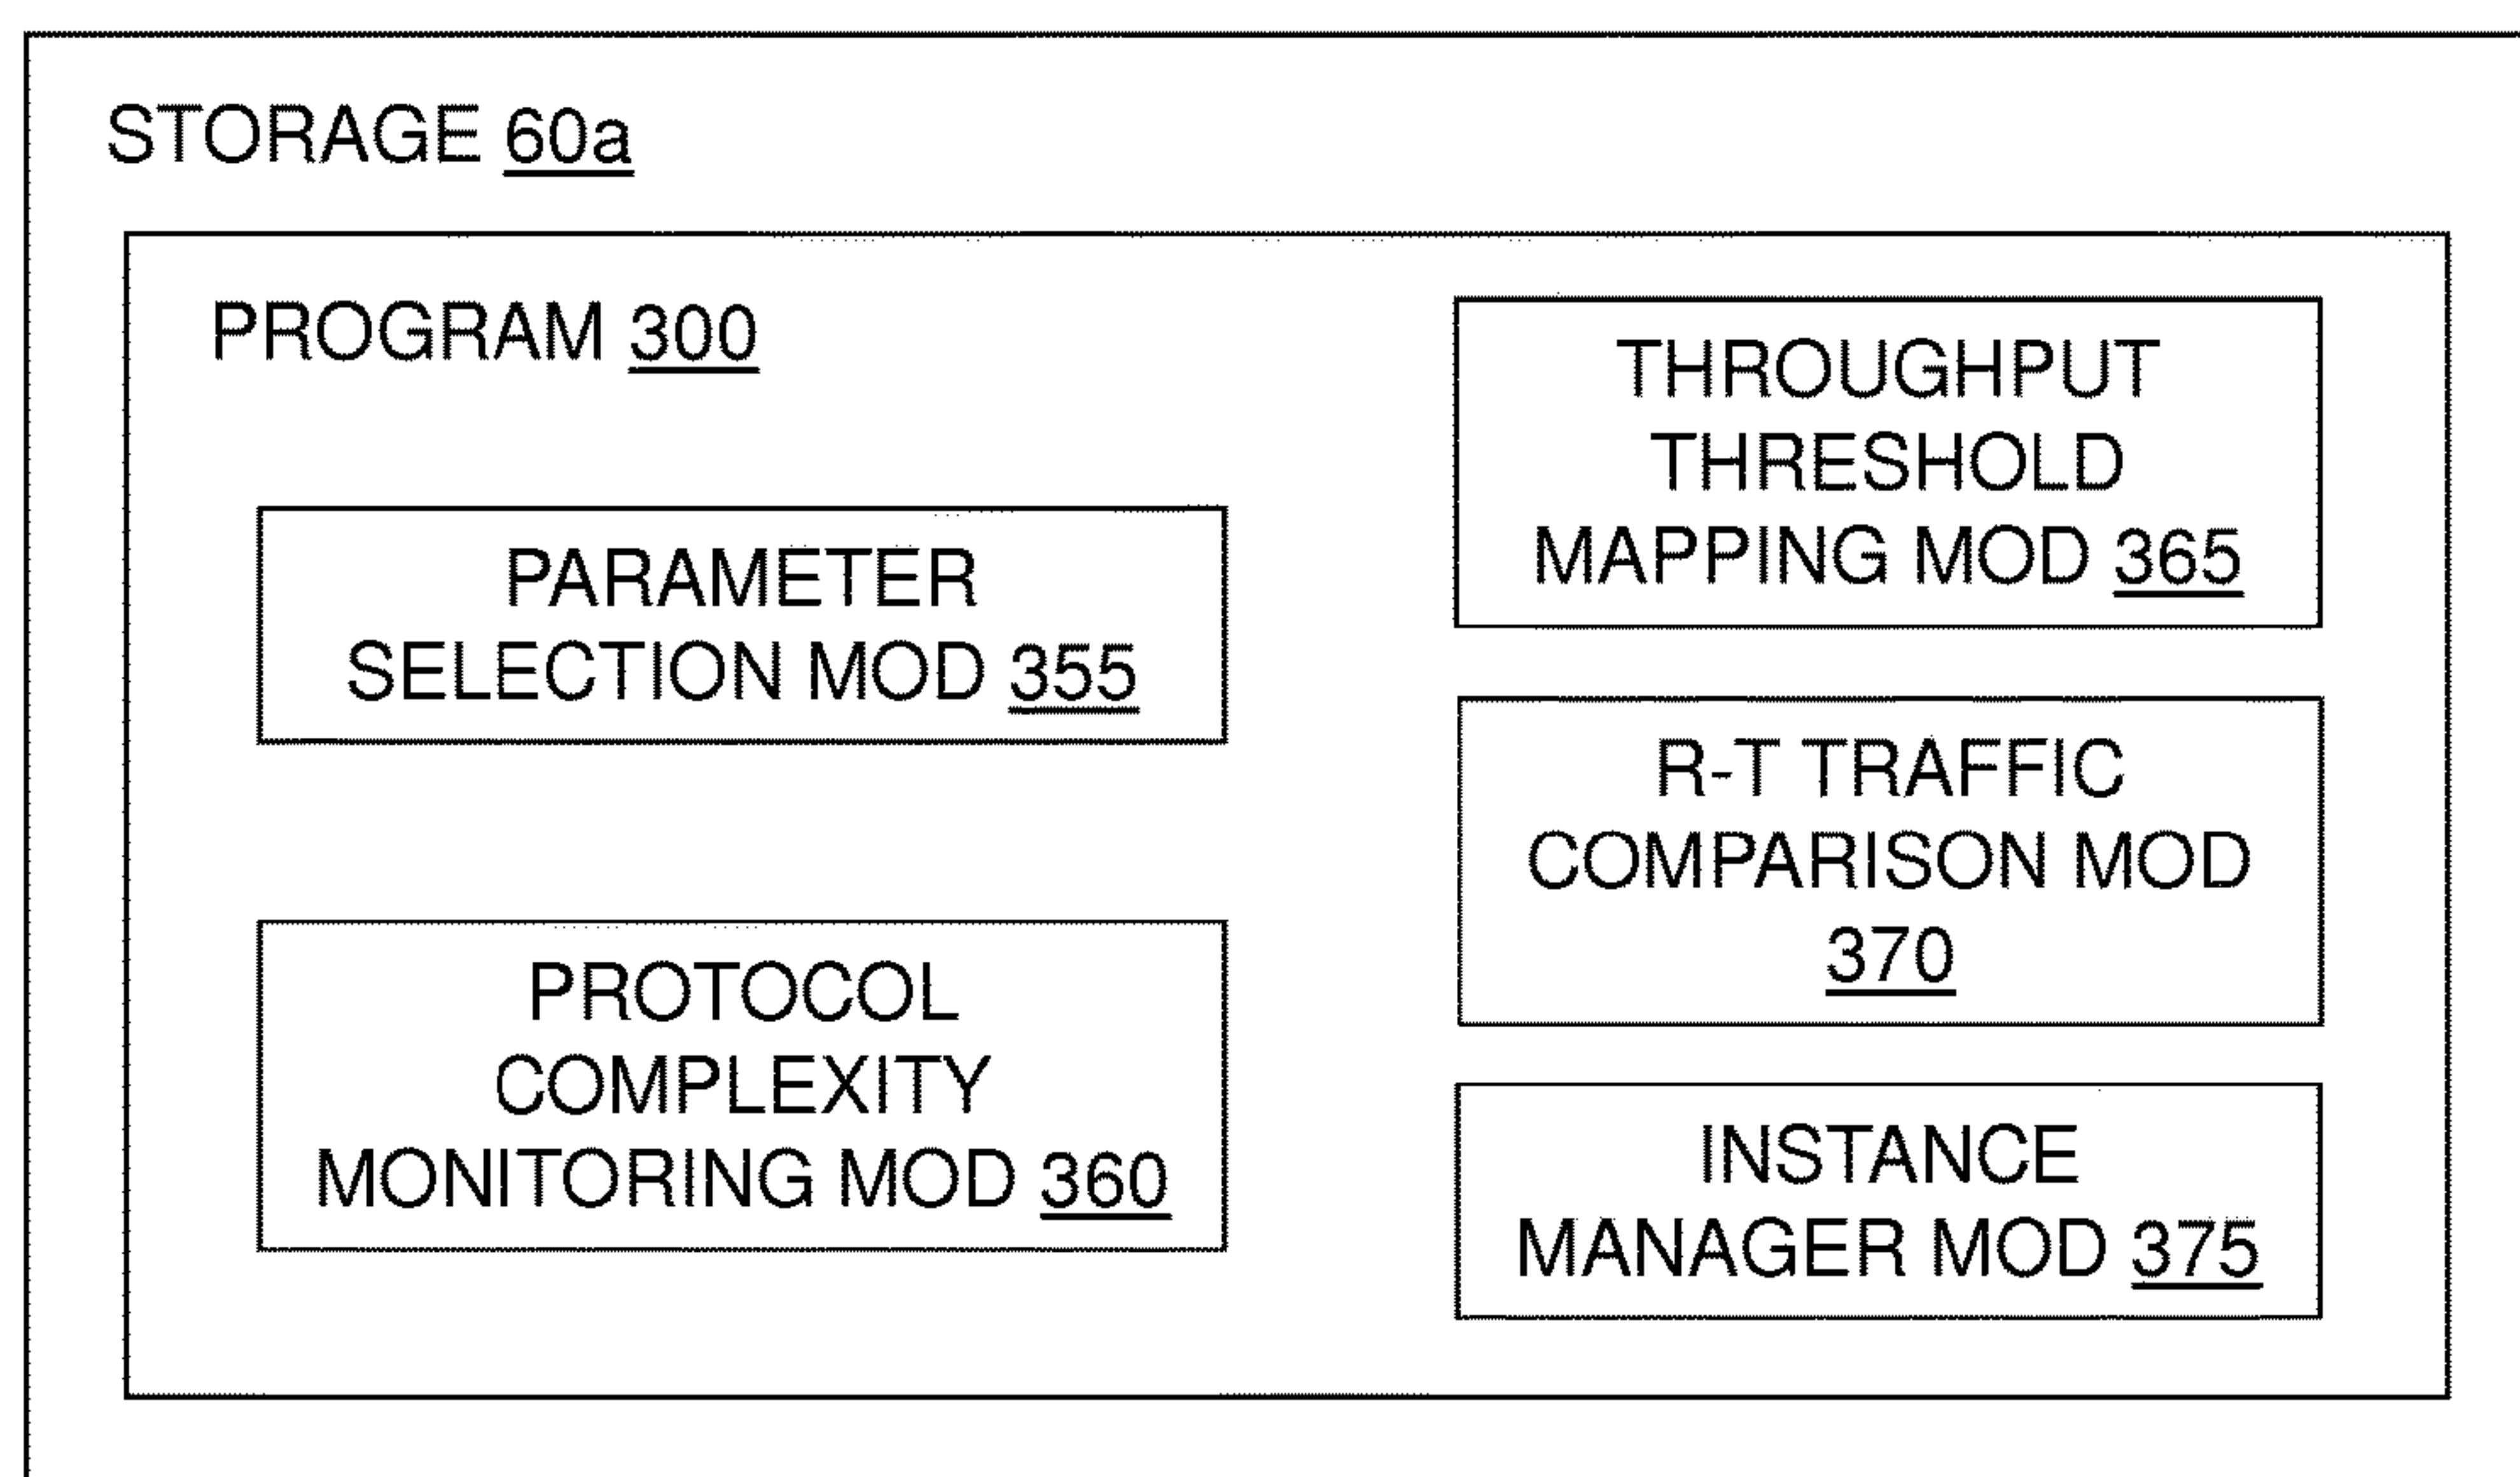 STORAGE 60a
PROGRAM 300
PARAMETER
SELECTION MOD 355
PROTOCOL
COMPLEXITY
MONITORING MOD 360
THROUGHPUT
THRESHOLD
MAPPING MOD 365
R-T TRAFFIC
COMPARISON MOD
370
INSTANCE
MANAGER MOD 375